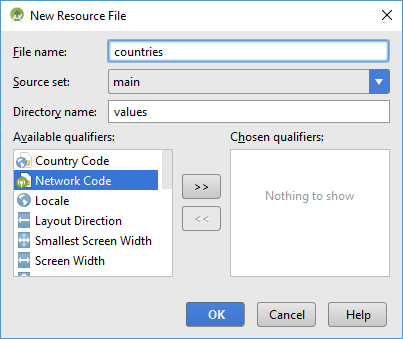 New Resource File
File name: countries
Source set: main
Directory name: values
Available qualifiers: Chosen qualifiers:
Country Code
Network Code
Locale
Layout Direction
Smallest Screen Width
Screen Width
>>
<<
Nothing to show
OK Cancel Help